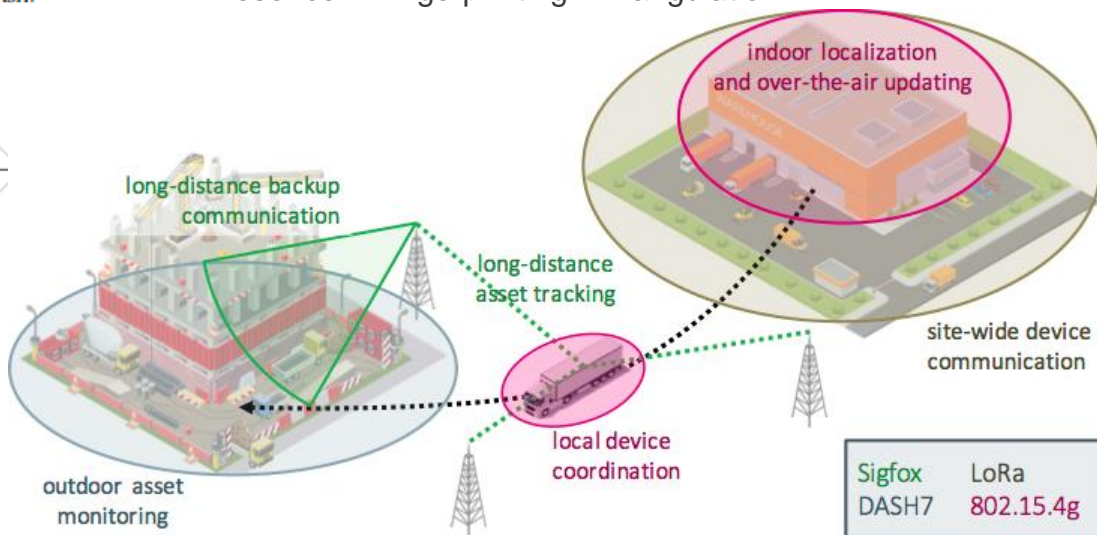 indoor localization
and over-the-air updating
WAREHOUSE
long-distance backup
communication
long-distance
asset tracking
site-wide device
communication
local device
coordination
outdoor asset
monitoring
Sigfox LoRa
DASH7 802.15.4g